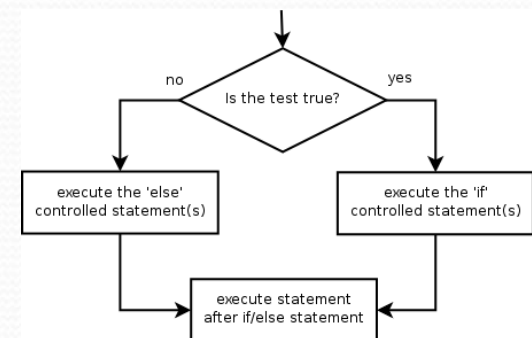 no
yes
Is the test true?
execute the 'else'
controlled statement(s)
execute the 'if'
controlled statement(s)
execute statement
after if/else statement